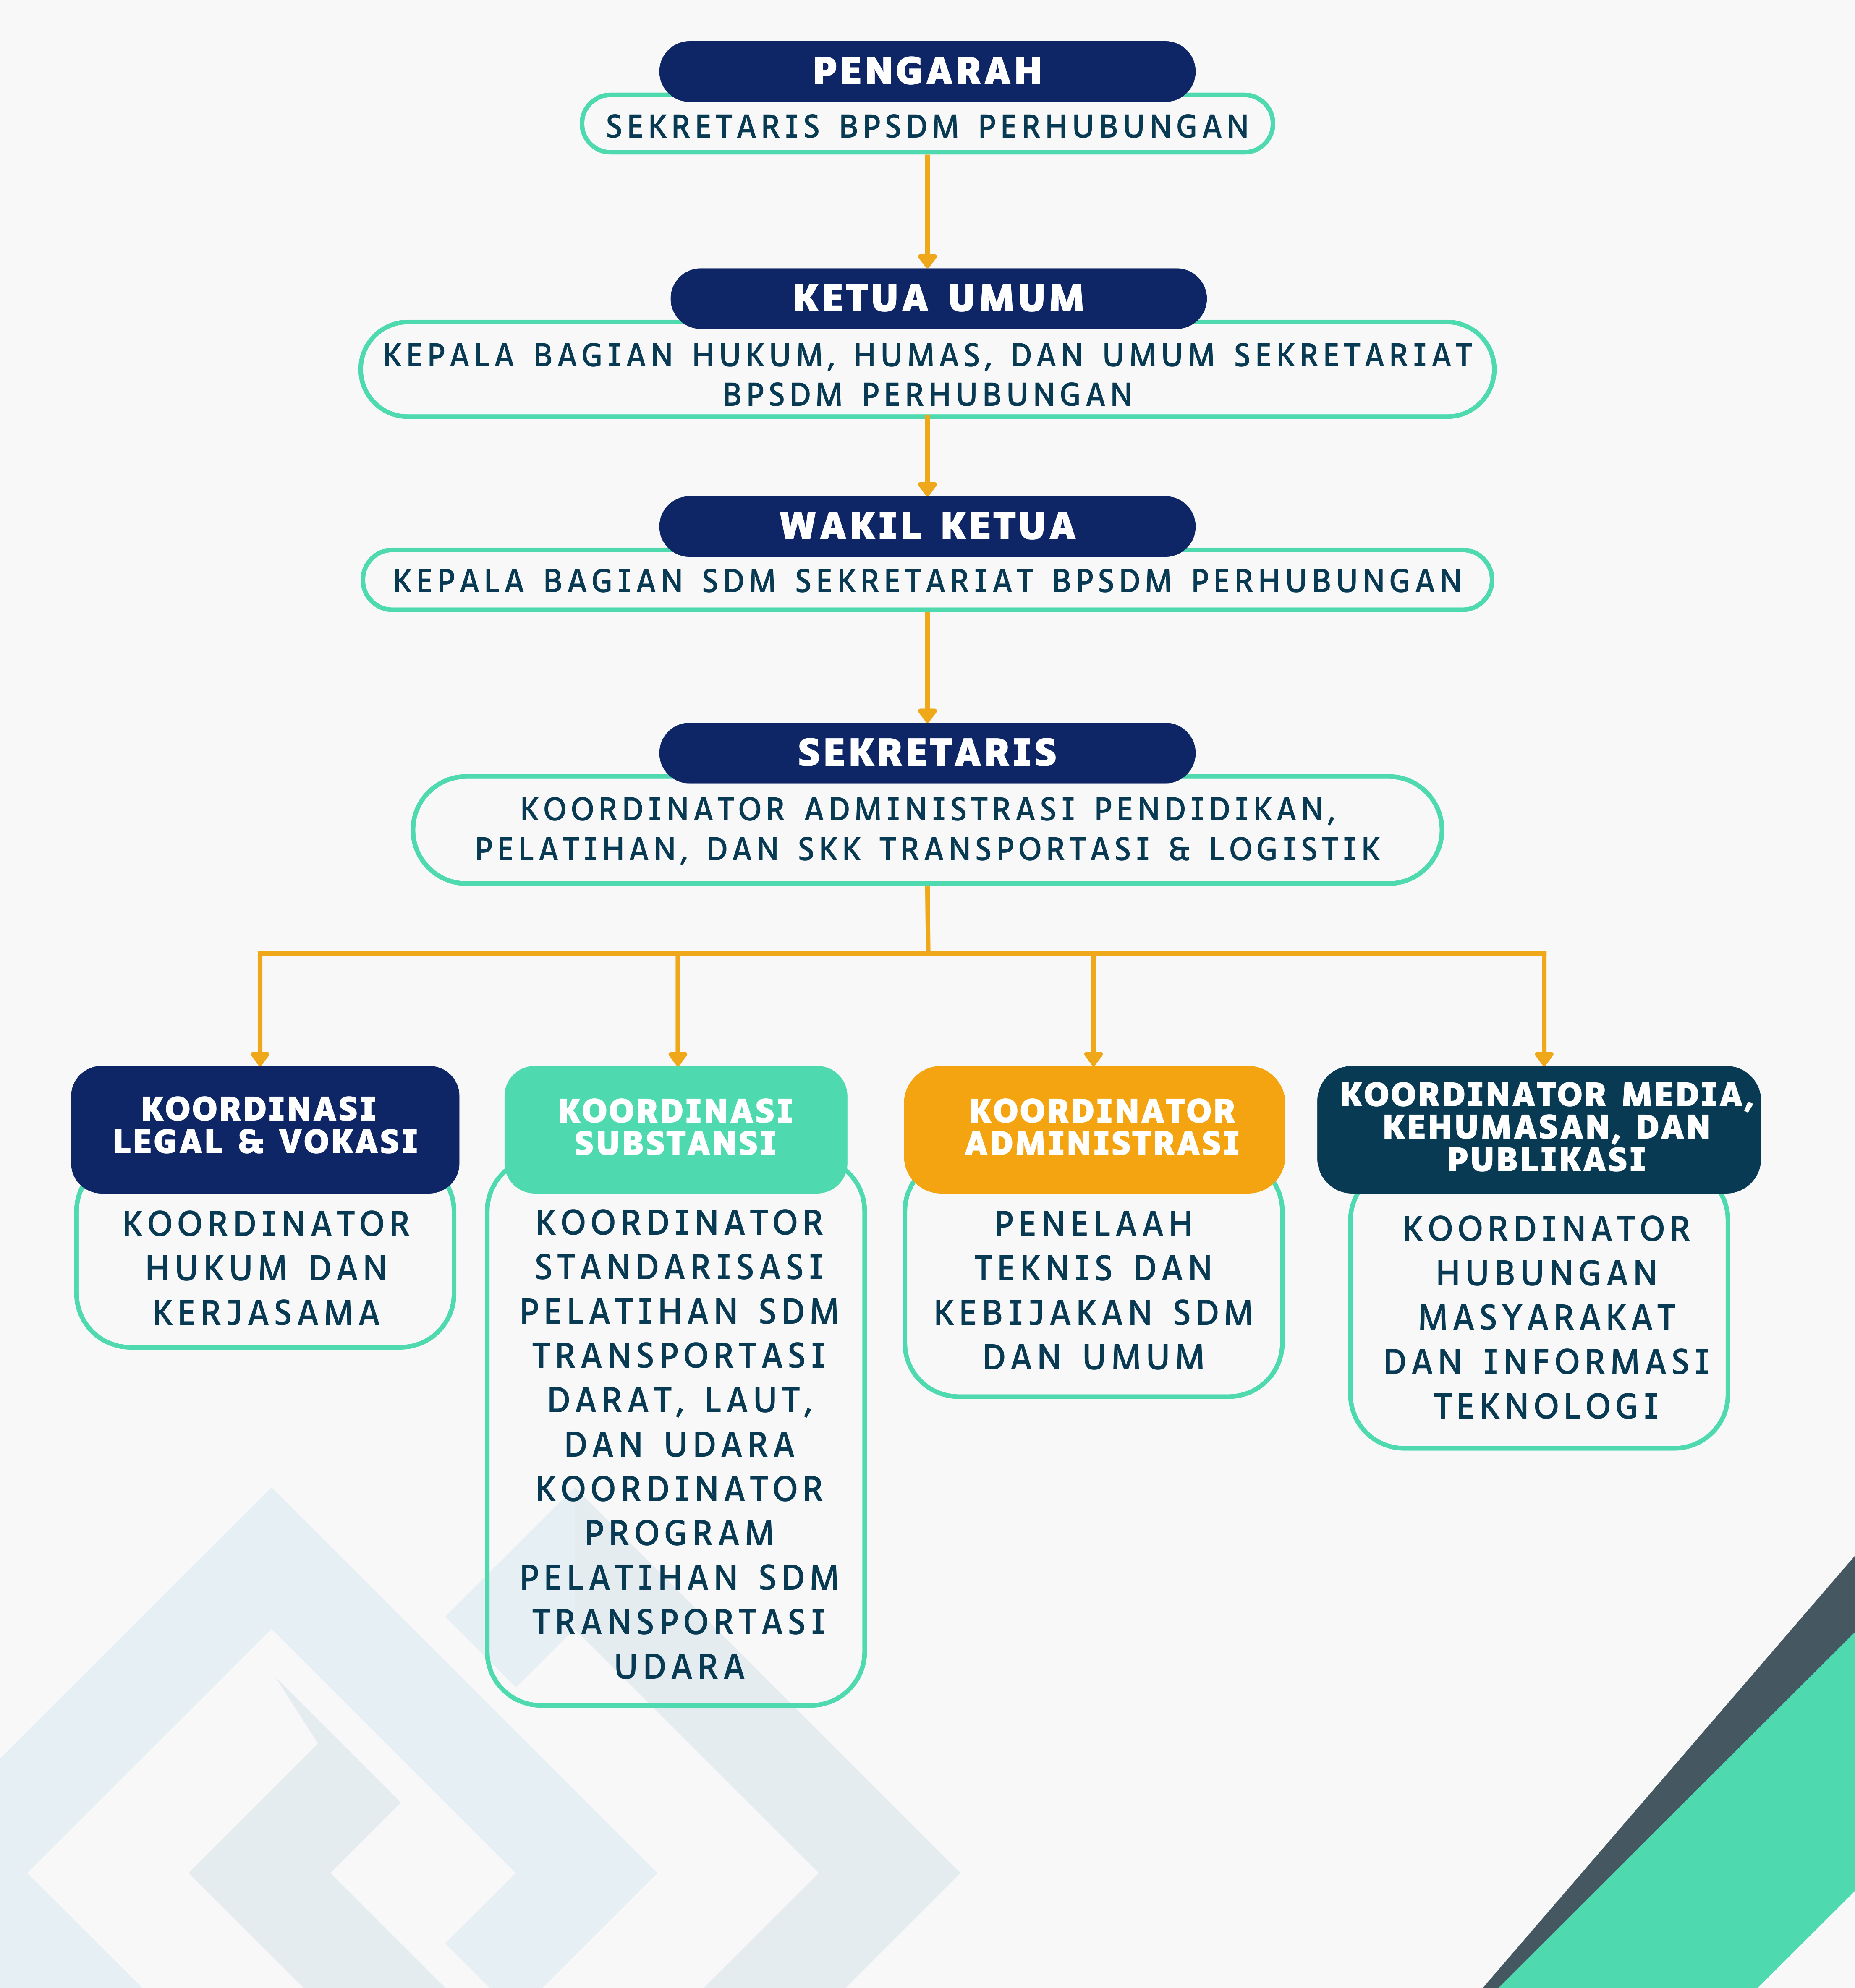 PENGARAH
SEKRETARIS BPSDM PERHUBUNGAN
KETUA UMUM
KEPALA BAGIAN HUKUM, HUMAS, DAN UMUM SEKRETARIAT
BPSDM PERHUBUNGAN
WAKIL KETUA
KEPALA BAGIAN SDM SEKRETARIAT BPSDM PERHUBUNGAN
SEKRETARIS
KOORDINATOR ADMINISTRASI PENDIDIKAN,
PELATIHAN, DAN SKK TRANSPORTASI & LOGISTIK
KOORDINASI
LEGAL & VOKASI
KOORDINATOR
HUKUM DAN
KERJASAMA
KOORDINASI
SUBSTANSI
KOORDINATOR
STANDARISASI
PELATIHAN SDM
TRANSPORTASI
DARAT, LAUT,
DAN UDARA
KOORDINATOR
PROGRAM
PELATIHAN SDM
TRANSPORTASI
UDARA
KOORDINATOR
ADMINISTRASI
PENELAAH
TEKNIS DAN
KEBIJAKAN SDM
DAN UMUM
KOORDINATOR MEDIA,
KEHUMASAN, DAN
PUBLIKASI
KOORDINATOR
HUBUNGAN
MASYARAKAT
DAN INFORMASI
TEKNOLOGI